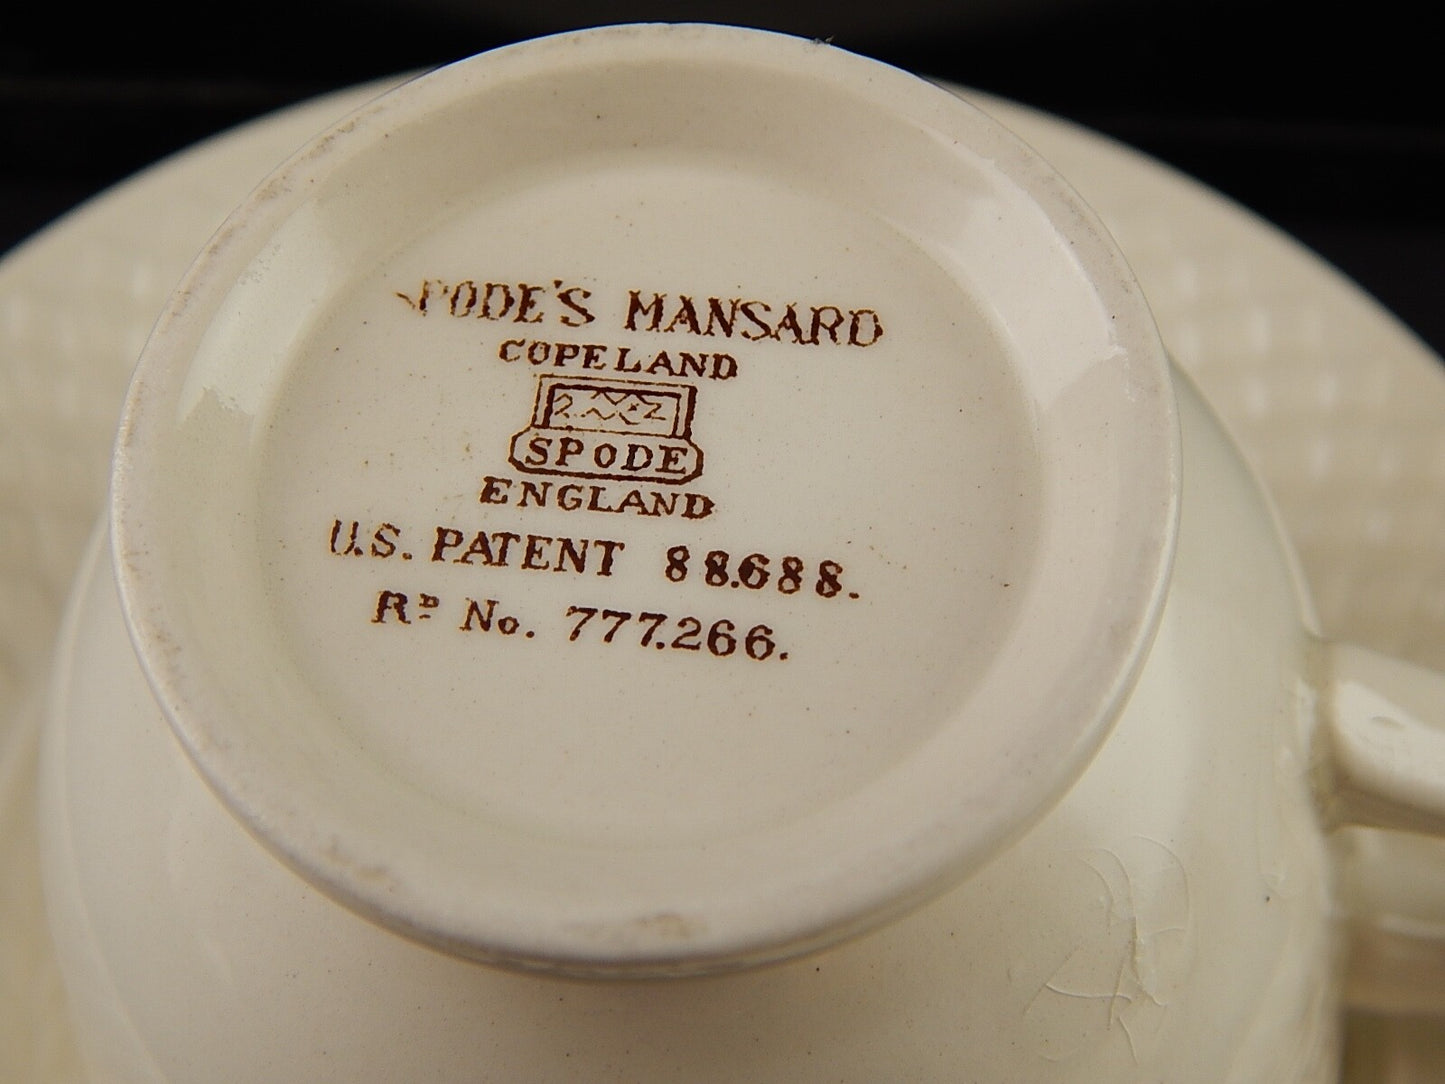 SPODE'S MANSARD
COPELAND
SPODE
ENGLAND
U.S. PATENT 88.688.
Rᴰ No. 777.266.